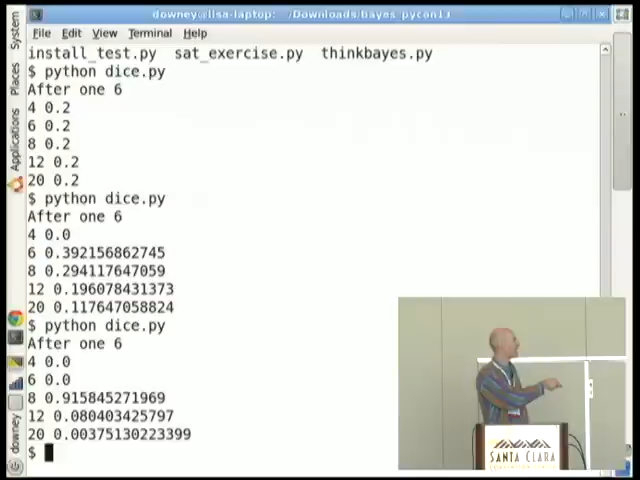 downey@lisa-laptop: ~/Downloads/bayes_pycon13
File Edit View Terminal Help
System
Places
Applications
downey
install_test.py sat_exercise.py thinkbayes.py
$ python dice.py
After one 6
4 0.2
6 0.2
8 0.2
12 0.2
20 0.2
$ python dice.py
After one 6
4 0.0
6 0.392156862745
8 0.294117647059
12 0.196078431373
20 0.117647058824
$ python dice.py
After one 6
4 0.0
6 0.0
8 0.915845271969
12 0.080403425797
20 0.00375130223399
$
SANTA CLARA